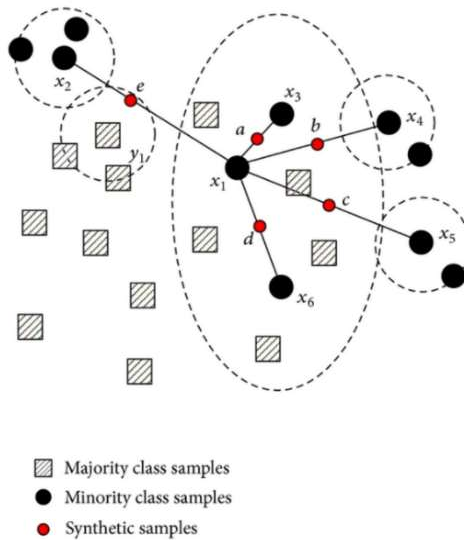 e
x₂
x₃
a
b
x₄
y₁
x₁
c
d
x₅
x₆
Majority class samples
Minority class samples
Synthetic samples